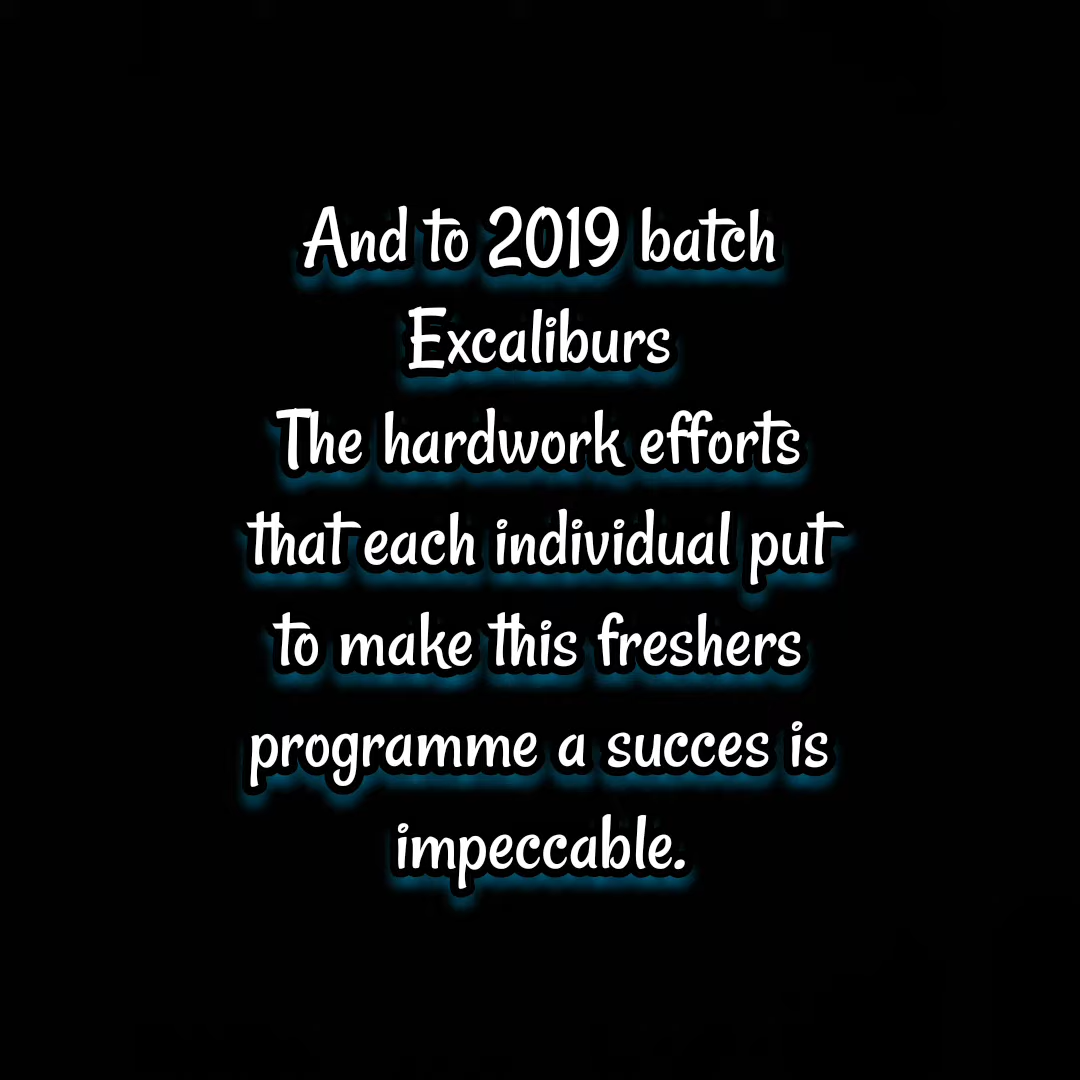 And to 2019 batch
Excaliburs
The hardwork efforts
that each individual put
to make this freshers
programme a succes is
impeccable.